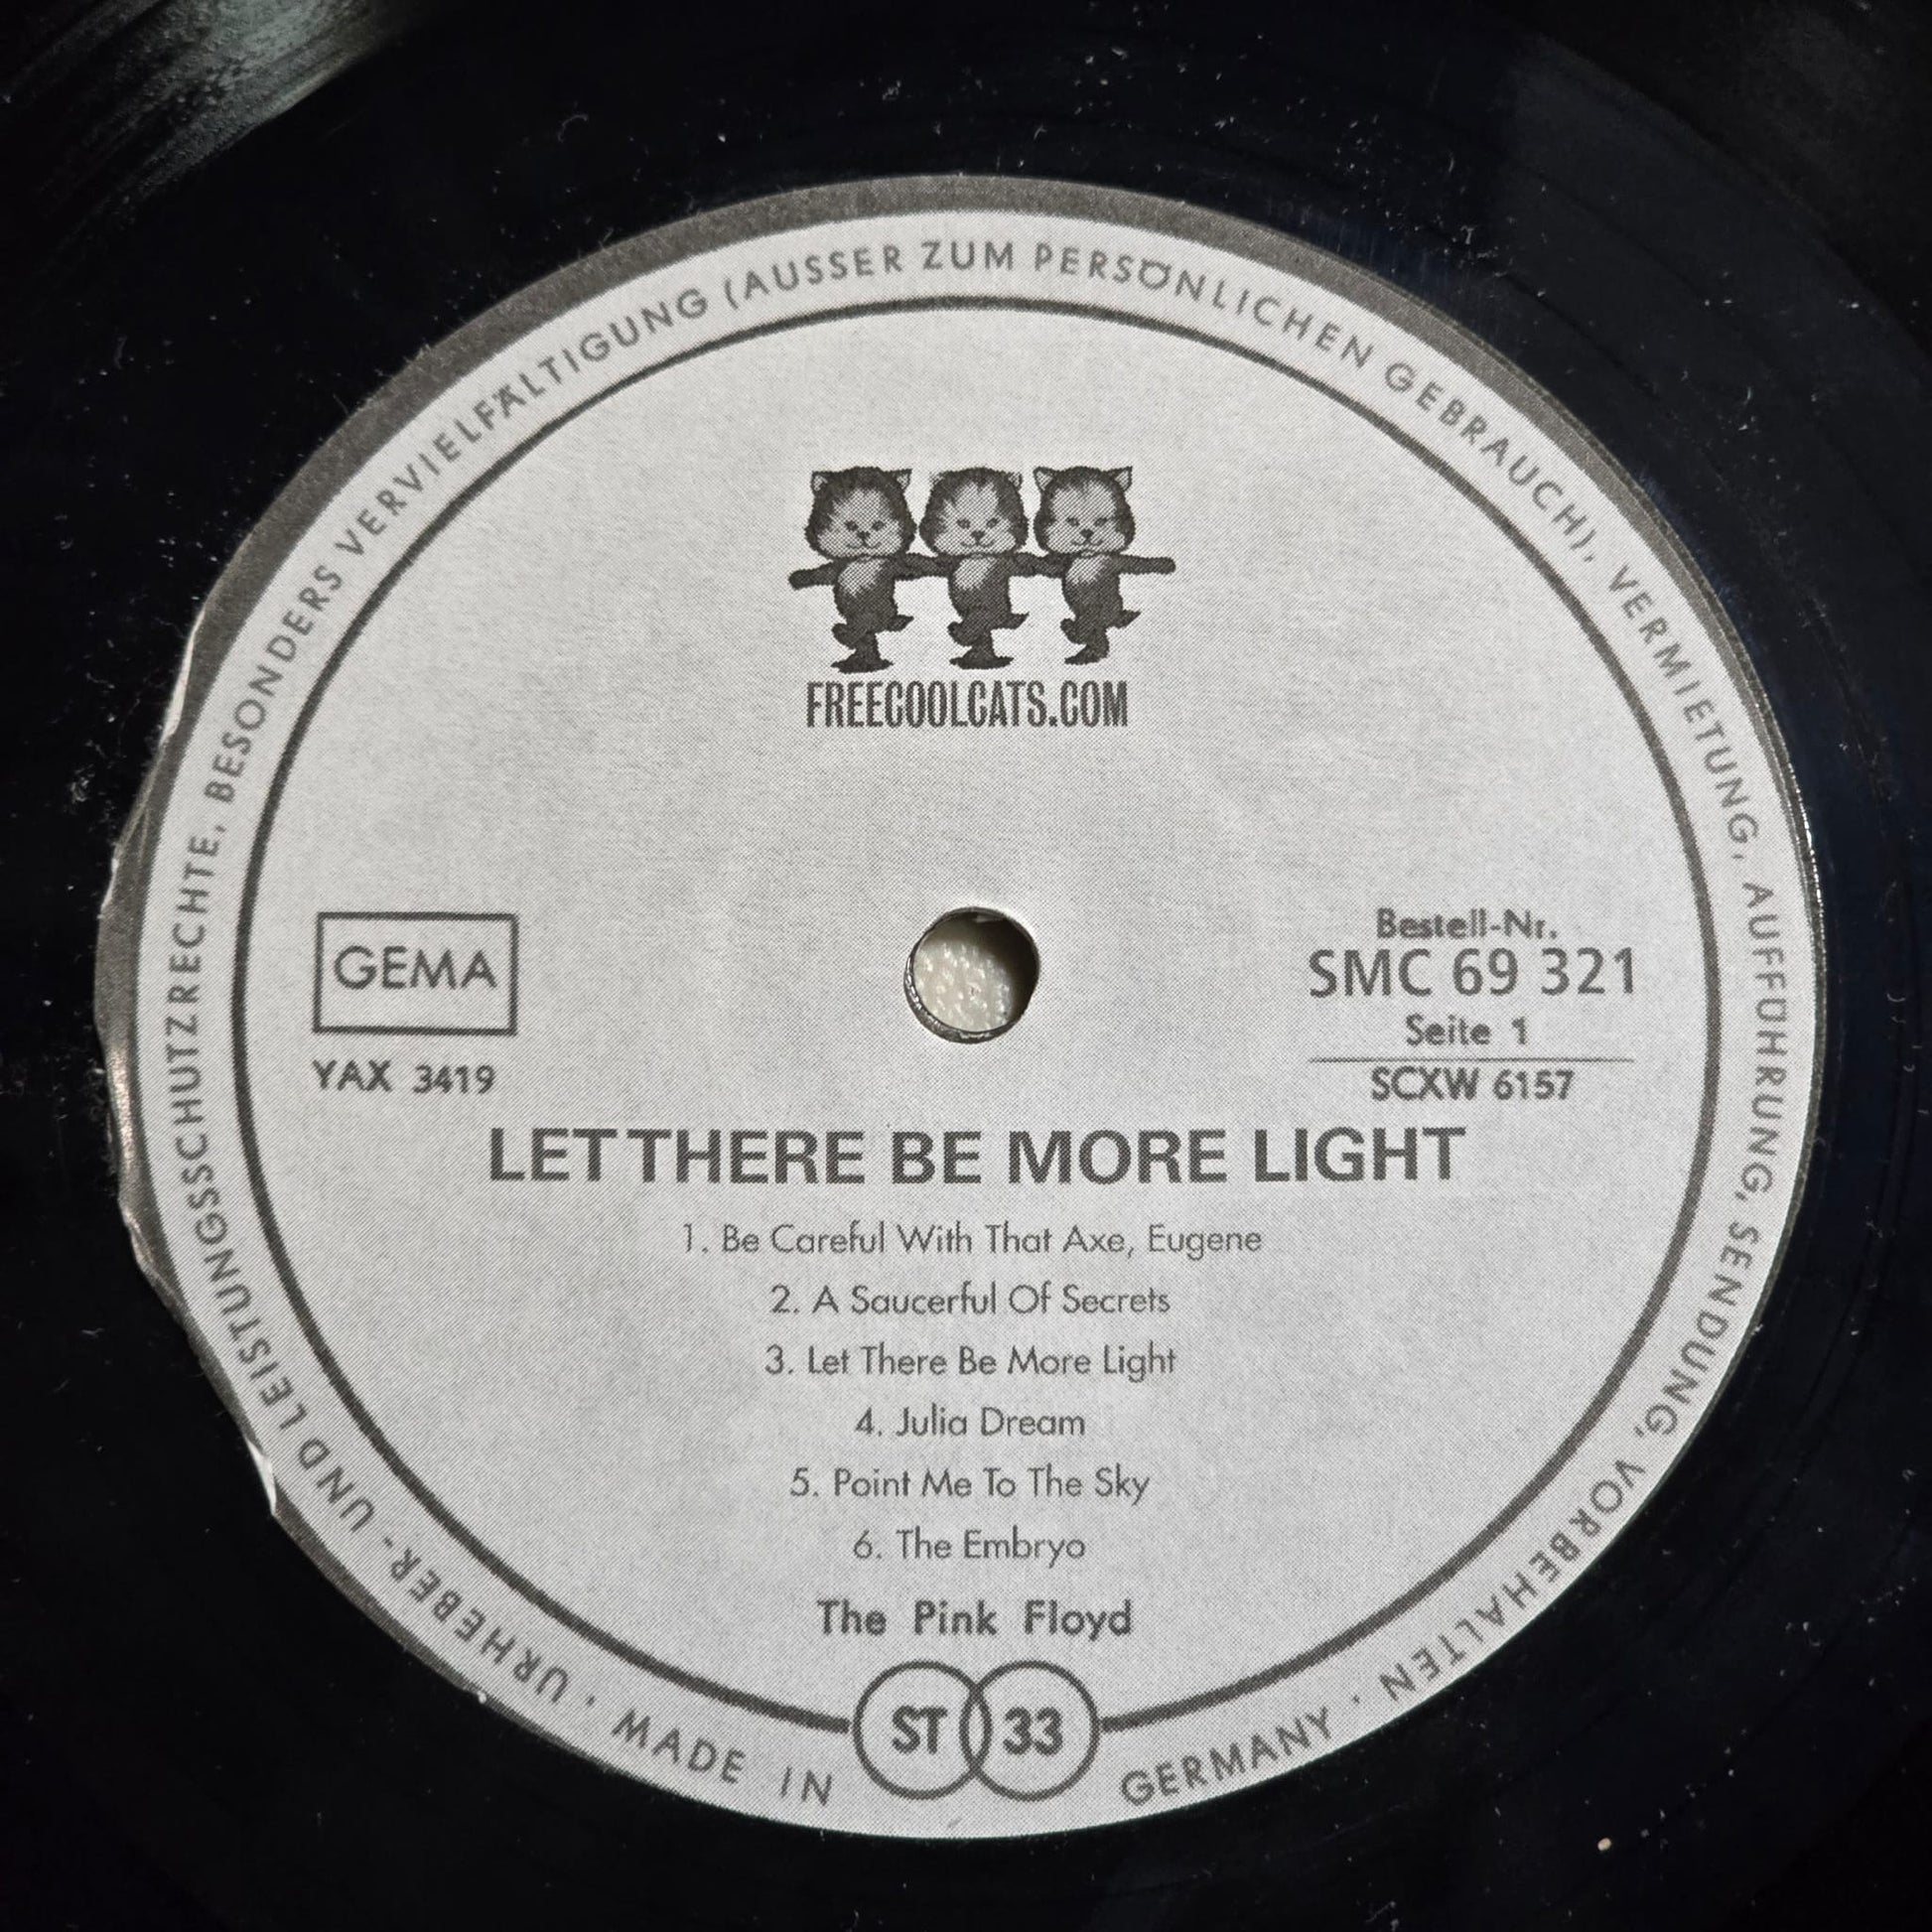 URHEBER- UND LEISTUNGSSCHUTZRECHTE, BESONDERS VERVIELFÄLTIGUNG (AUSSER ZUM PERSÖNLICHEN GEBRAUCH), VERMIETUNG, AUFFÜHRUNG, SENDUNG, VORBEHALTEN · MADE IN GERMANY ·
FREECOOLCATS.COM
GEMA
YAX 3419
Bestell-Nr.
SMC 69 321
Seite 1
SCXW 6157
LET THERE BE MORE LIGHT
1. Be Careful With That Axe, Eugene
2. A Saucerful Of Secrets
3. Let There Be More Light
4. Julia Dream
5. Point Me To The Sky
6. The Embryo
The Pink Floyd
ST 33